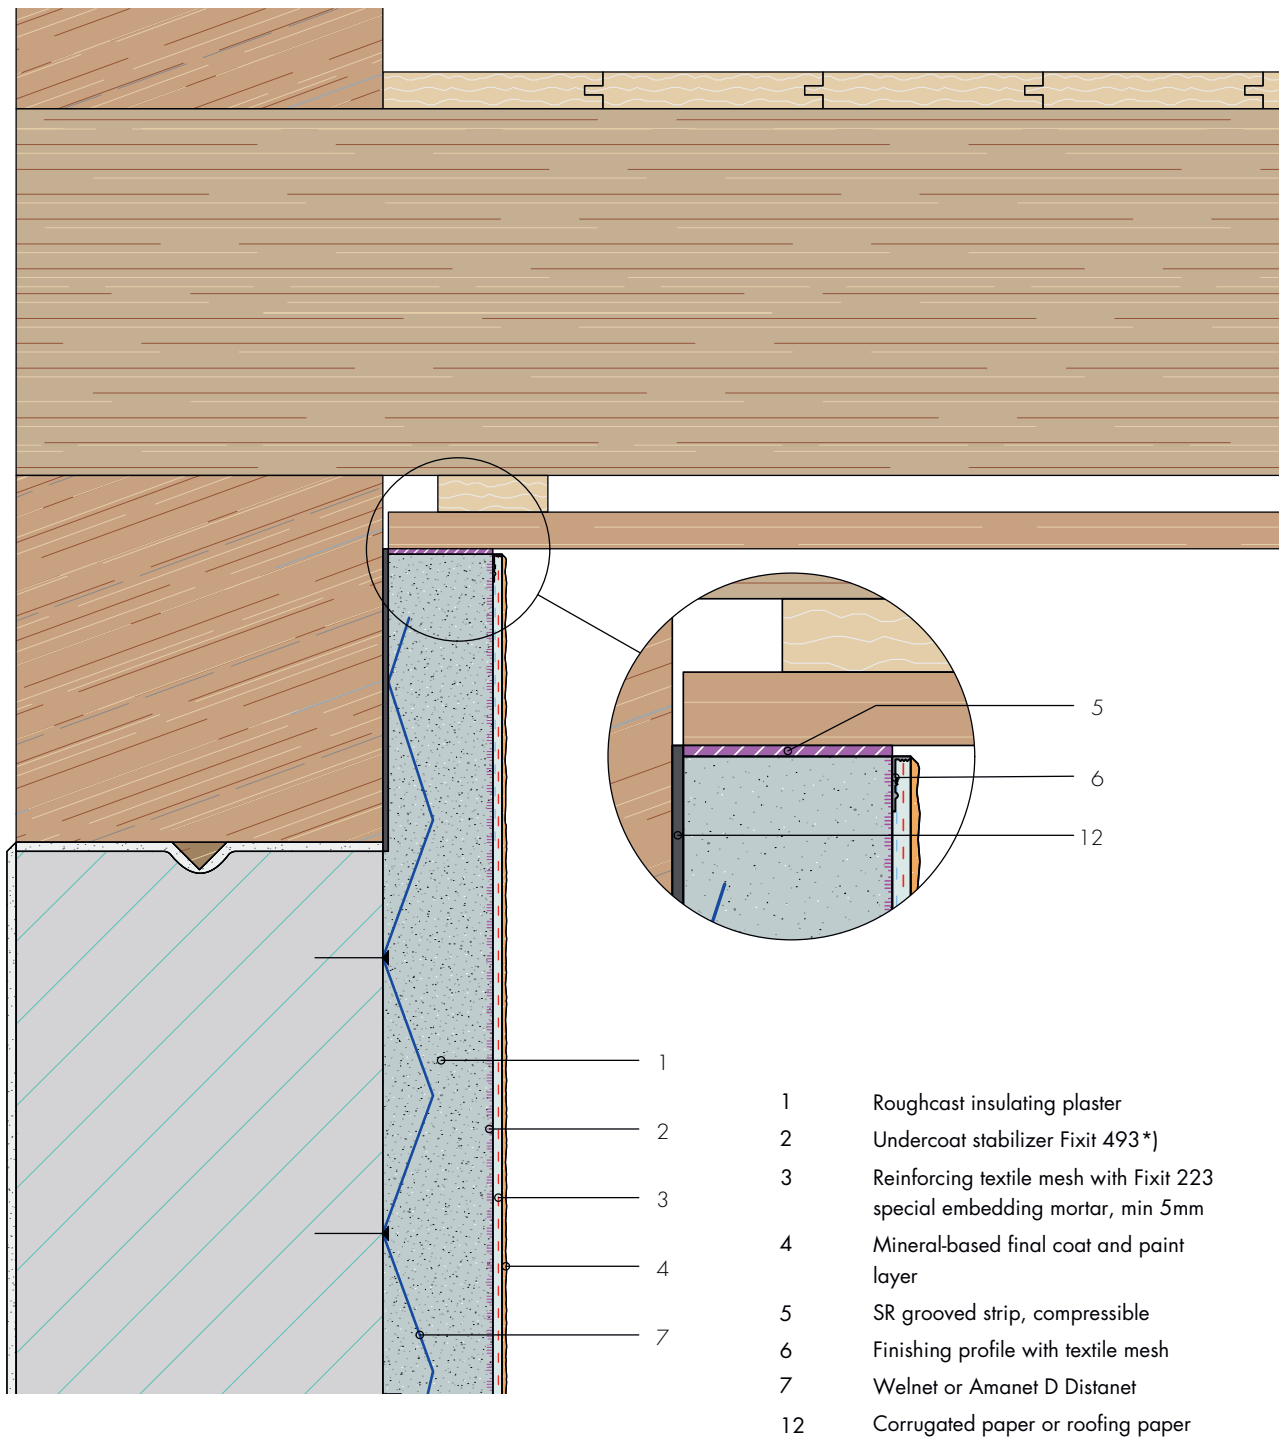 5
6
12
1
2
3
4
7
1 Roughcast insulating plaster
2 Undercoat stabilizer Fixit 493*)
3 Reinforcing textile mesh with Fixit 223
special embedding mortar, min 5mm
4 Mineral-based final coat and paint
layer
5 SR grooved strip, compressible
6 Finishing profile with textile mesh
7 Welnet or Amanet D Distanet
12 Corrugated paper or roofing paper